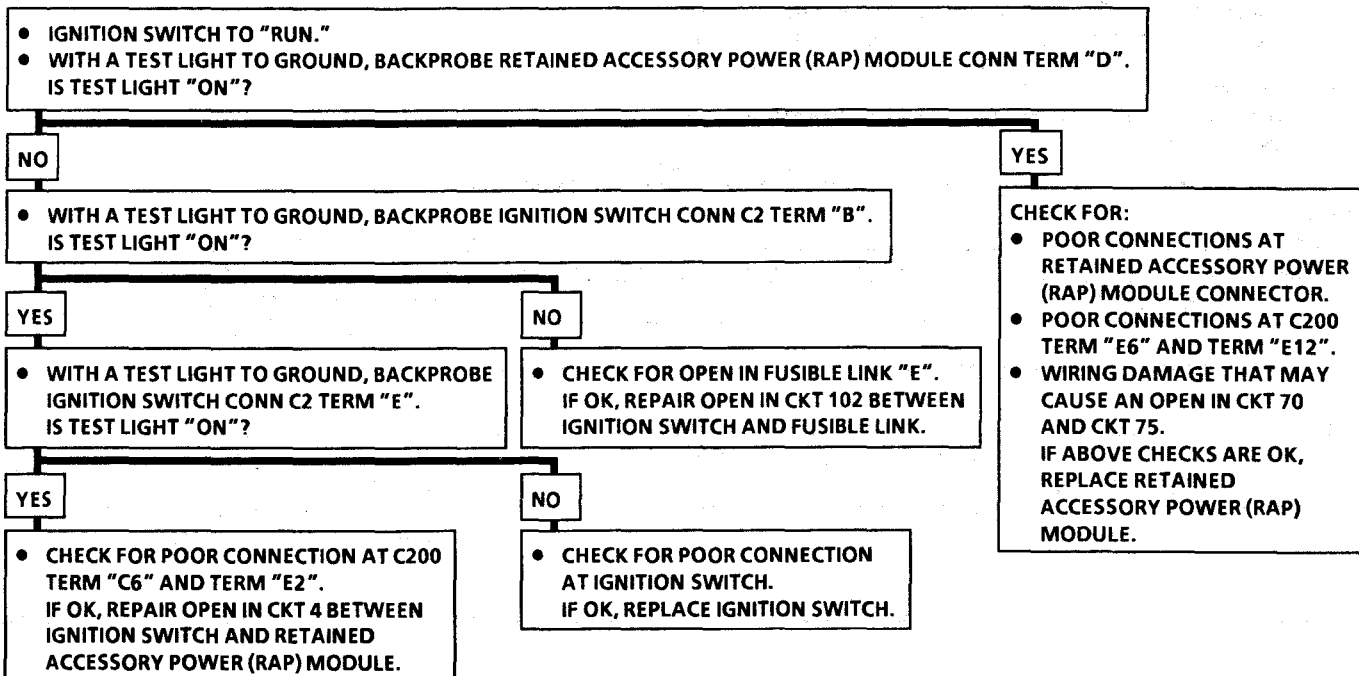 ● IGNITION SWITCH TO "RUN."
● WITH A TEST LIGHT TO GROUND, BACKPROBE RETAINED ACCESSORY POWER (RAP) MODULE CONN TERM "D".
IS TEST LIGHT "ON"?
NO
YES
● WITH A TEST LIGHT TO GROUND, BACKPROBE IGNITION SWITCH CONN C2 TERM "B".
IS TEST LIGHT "ON"?
YES
NO
● WITH A TEST LIGHT TO GROUND, BACKPROBE
IGNITION SWITCH CONN C2 TERM "E".
IS TEST LIGHT "ON"?
● CHECK FOR OPEN IN FUSIBLE LINK "E".
IF OK, REPAIR OPEN IN CKT 102 BETWEEN
IGNITION SWITCH AND FUSIBLE LINK.
YES
NO
● CHECK FOR POOR CONNECTION AT C200
TERM "C6" AND TERM "E2".
IF OK, REPAIR OPEN IN CKT 4 BETWEEN
IGNITION SWITCH AND RETAINED
ACCESSORY POWER (RAP) MODULE.
● CHECK FOR POOR CONNECTION
AT IGNITION SWITCH.
IF OK, REPLACE IGNITION SWITCH.
CHECK FOR:
● POOR CONNECTIONS AT
RETAINED ACCESSORY POWER
(RAP) MODULE CONNECTOR.
● POOR CONNECTIONS AT C200
TERM "E6" AND TERM "E12".
● WIRING DAMAGE THAT MAY
CAUSE AN OPEN IN CKT 70
AND CKT 75.
IF ABOVE CHECKS ARE OK,
REPLACE RETAINED
ACCESSORY POWER (RAP)
MODULE.